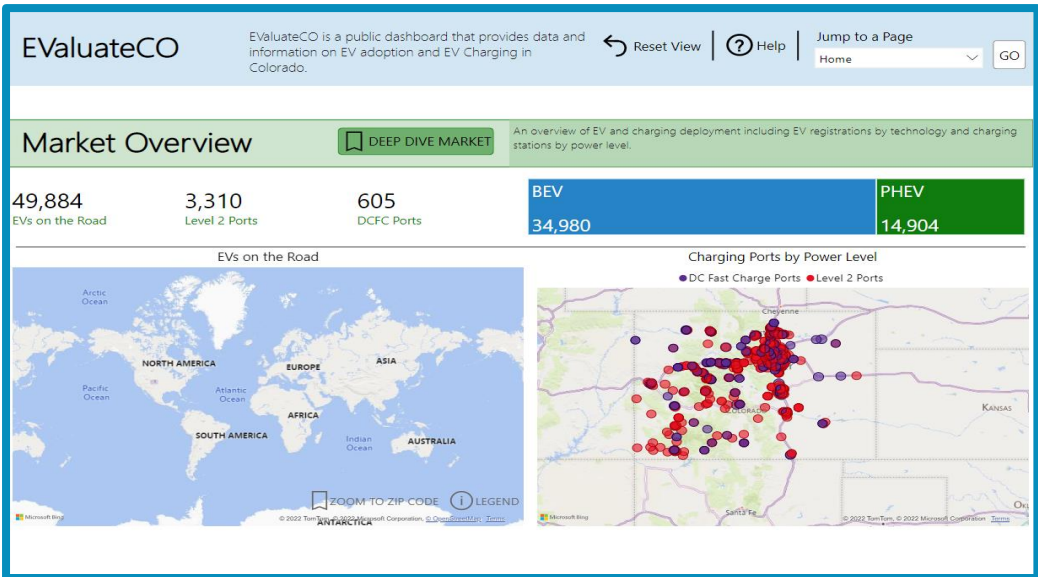 EValuateCO
EValuateCO is a public dashboard that provides data and
information on EV adoption and EV Charging in
Colorado.
Reset View
Help
Jump to a Page
Home
GO
Market Overview
DEEP DIVE MARKET
An overview of EV and charging deployment including EV registrations by technology and charging
stations by power level.
49,884
EVs on the Road
3,310
Level 2 Ports
605
DCFC Ports
BEV
34,980
PHEV
14,904
EVs on the Road
Arctic
Ocean
NORTH AMERICA
EUROPE
ASIA
Pacific
Ocean
Atlantic
Ocean
AFRICA
SOUTH AMERICA
Indian
Ocean
AUSTRALIA
ZOOM TO ZIP CODE
LEGEND
Microsoft Bing
© 2022 TomTom, © 2022 Microsoft Corporation, © OpenStreetMap Terms
ANTARCTICA
Charging Ports by Power Level
DC Fast Charge Ports
Level 2 Ports
Cheyenne
COLORADO
KANSAS
Santa Fe
Microsoft Bing
© 2022 TomTom, © 2022 Microsoft Corporation Terms